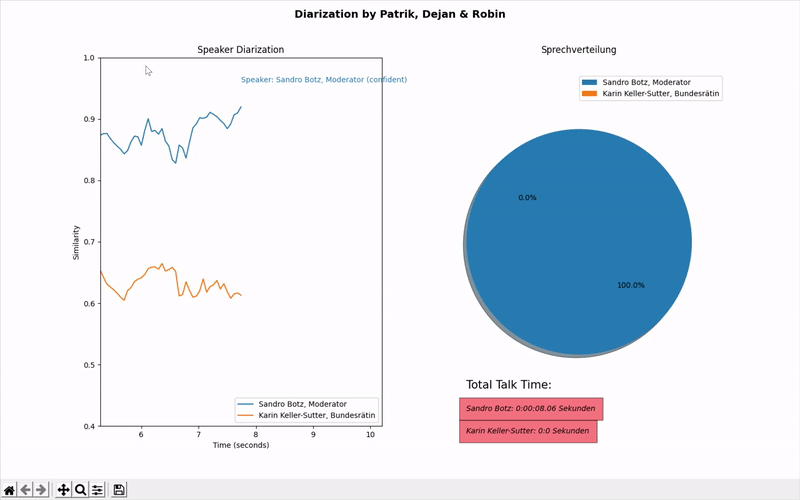 Diarization by Patrik, Dejan & Robin
Speaker Diarization
Speaker: Sandro Botz, Moderator (confident)
1.0
0.9
0.8
0.7
0.6
0.5
0.4
Similarity
6
7
8
9
10
Time (seconds)
Sandro Botz, Moderator
Karin Keller-Sutter, Bundesrätin
Sprechverteilung
Sandro Botz, Moderator
Karin Keller-Sutter, Bundesrätin
0.0%
100.0%
Total Talk Time:
Sandro Botz: 0:00:08.06 Sekunden
Karin Keller-Sutter: 0:0 Sekunden